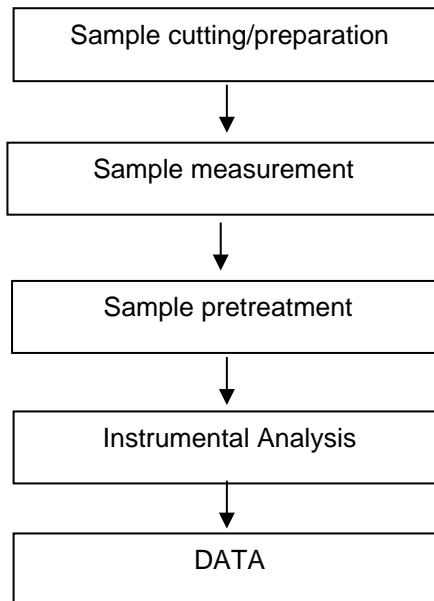 Sample cutting/preparation
Sample measurement
Sample pretreatment
Instrumental Analysis
DATA